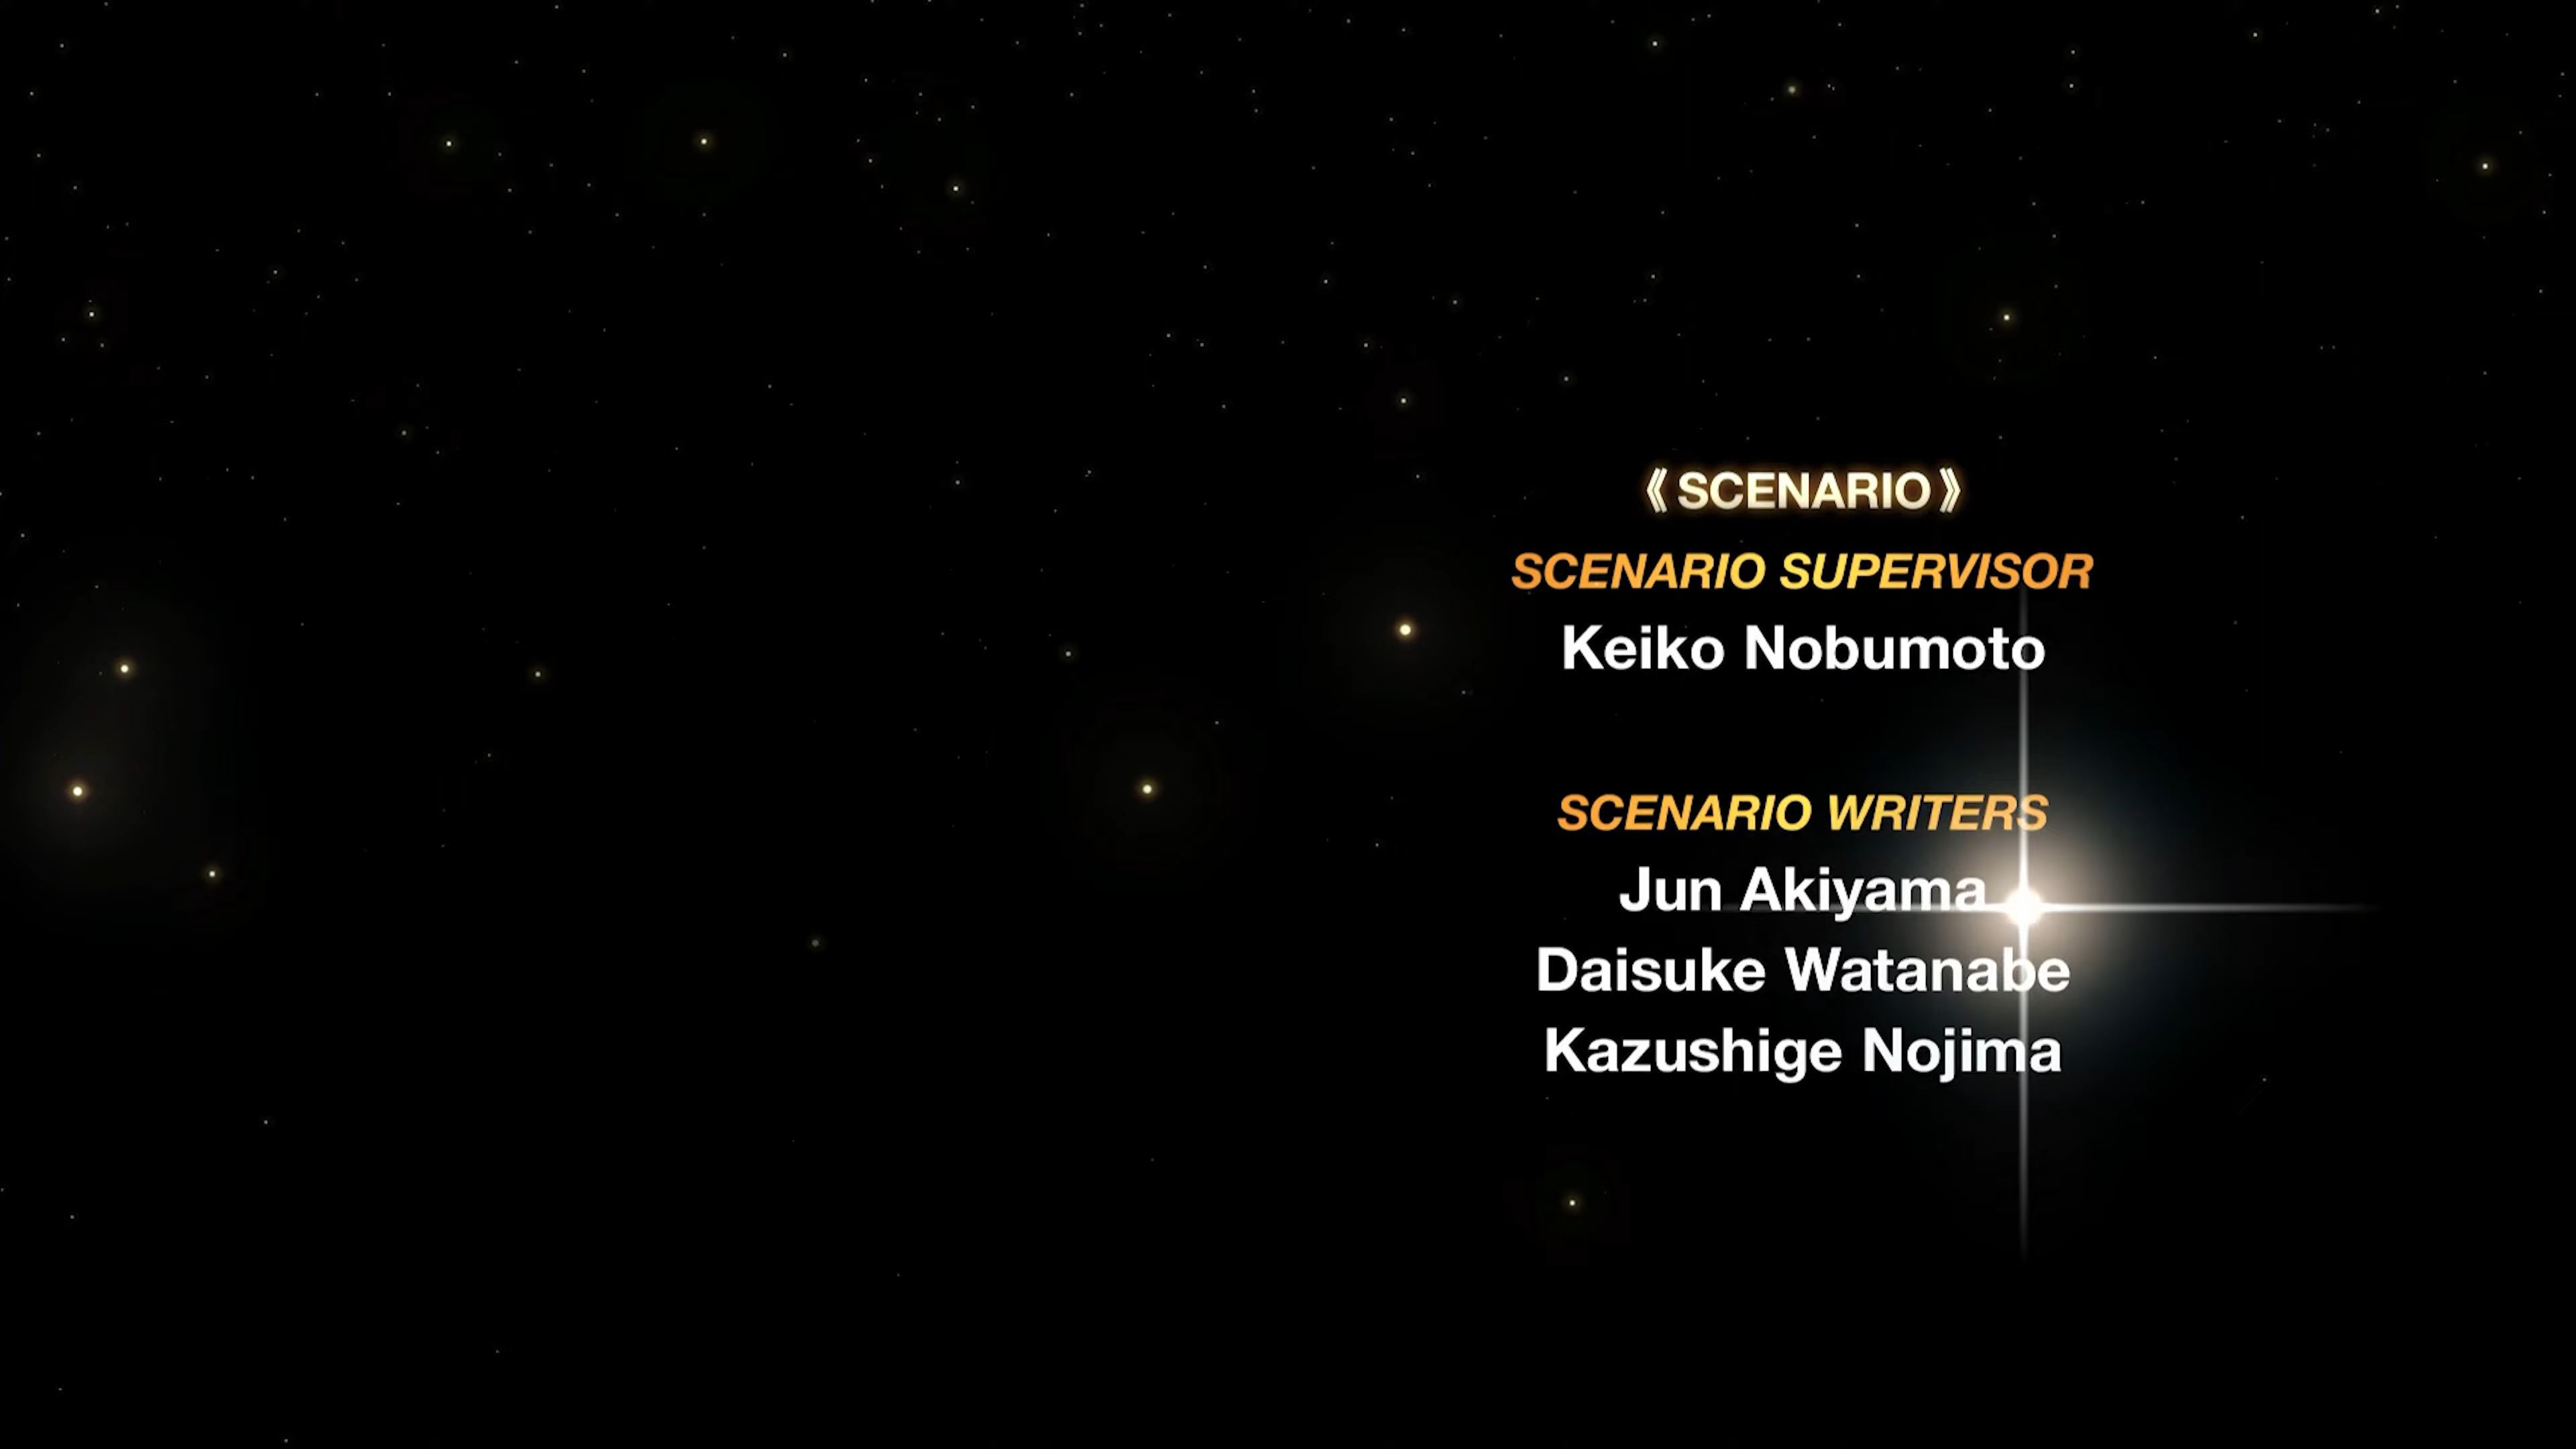 《SCENARIO》
SCENARIO SUPERVISOR
Keiko Nobumoto
SCENARIO WRITERS
Jun Akiyama
Daisuke Watanabe
Kazushige Nojima